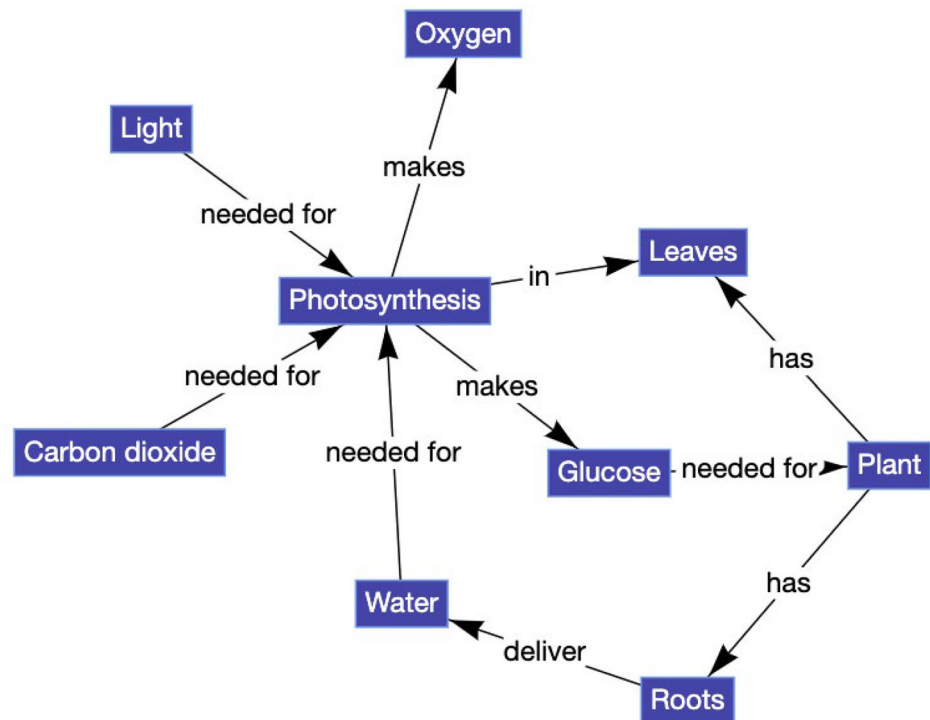 Oxygen
Light
makes
needed for
Leaves
in
Photosynthesis
has
needed for
makes
Carbon dioxide
needed for
Glucose
needed for
Plant
has
Water
deliver
Roots